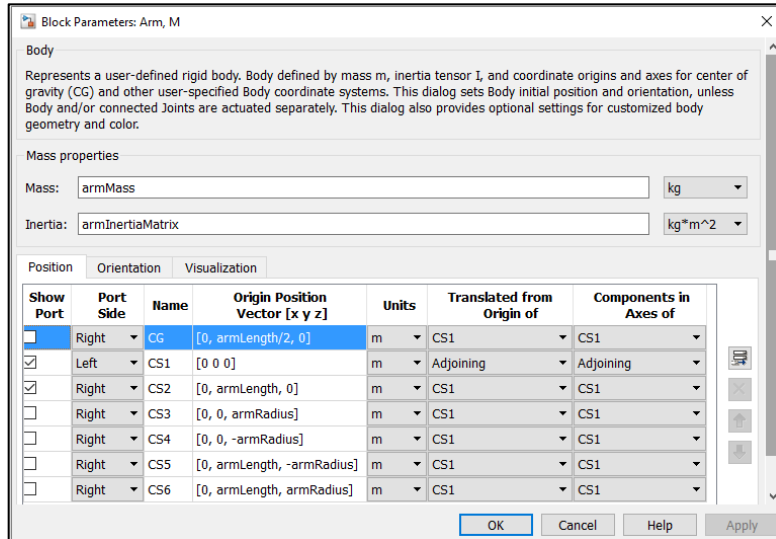 Block Parameters: Arm, M
Body
Represents a user-defined rigid body. Body defined by mass m, inertia tensor I, and coordinate origins and axes for center of
gravity (CG) and other user-specified Body coordinate systems. This dialog sets Body initial position and orientation, unless
Body and/or connected Joints are actuated separately. This dialog also provides optional settings for customized body
geometry and color.
Mass properties
Mass: armMass kg
Inertia: armInertiaMatrix kg*m^2
Position Orientation Visualization
Show Port Port Side Name Origin Position Vector [x y z] Units Translated from Origin of Components in Axes of
Right CG [0, armLength/2, 0] m CS1 CS1
Left CS1 [0 0 0] m Adjoining Adjoining
Right CS2 [0, armLength, 0] m CS1 CS1
Right CS3 [0, 0, armRadius] m CS1 CS1
Right CS4 [0, 0, -armRadius] m CS1 CS1
Right CS5 [0, armLength, -armRadius] m CS1 CS1
Right CS6 [0, armLength, armRadius] m CS1 CS1
OK Cancel Help Apply